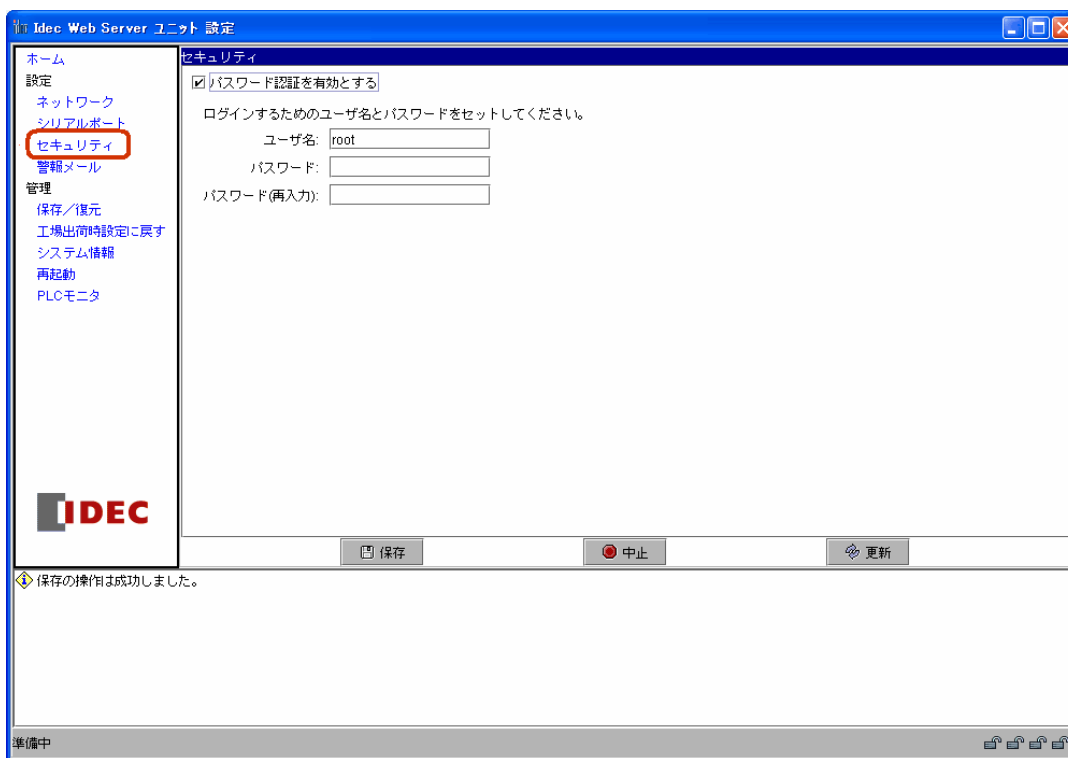 Idec Web Server ユニット 設定
ホーム
設定
ネットワーク
シリアルポート
セキュリティ
警報メール
管理
保存／復元
工場出荷時設定に戻す
システム情報
再起動
PLCモニタ
IDEC
セキュリティ
パスワード認証を有効とする
ログインするためのユーザ名とパスワードをセットしてください。
ユーザ名: root
パスワード:
パスワード(再入力):
保存 中止 更新
保存の操作は成功しました。
準備中